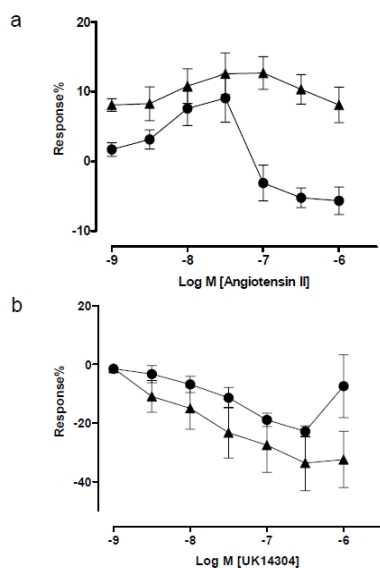 a
Response%
20
10
0
-10
-9 -8 -7 -6
Log M [Angiotensin II]
b
Response%
20
0
-20
-40
-9 -8 -7 -6
Log M [UK14304]